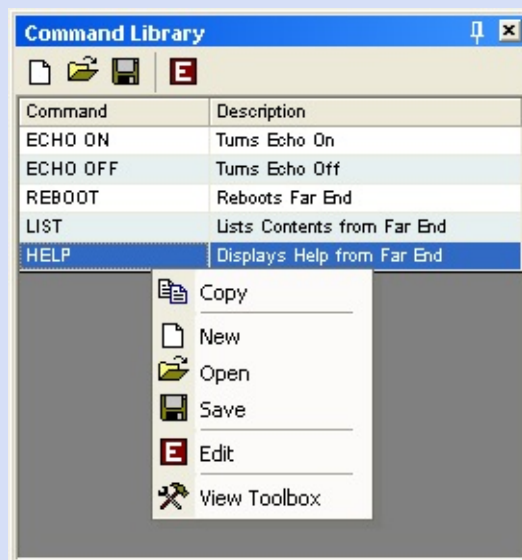 Command Library
E
Command Description
ECHO ON Turns Echo On
ECHO OFF Turns Echo Off
REBOOT Reboots Far End
LIST Lists Contents from Far End
HELP Displays Help from Far End
Copy
New
Open
Save
E Edit
View Toolbox